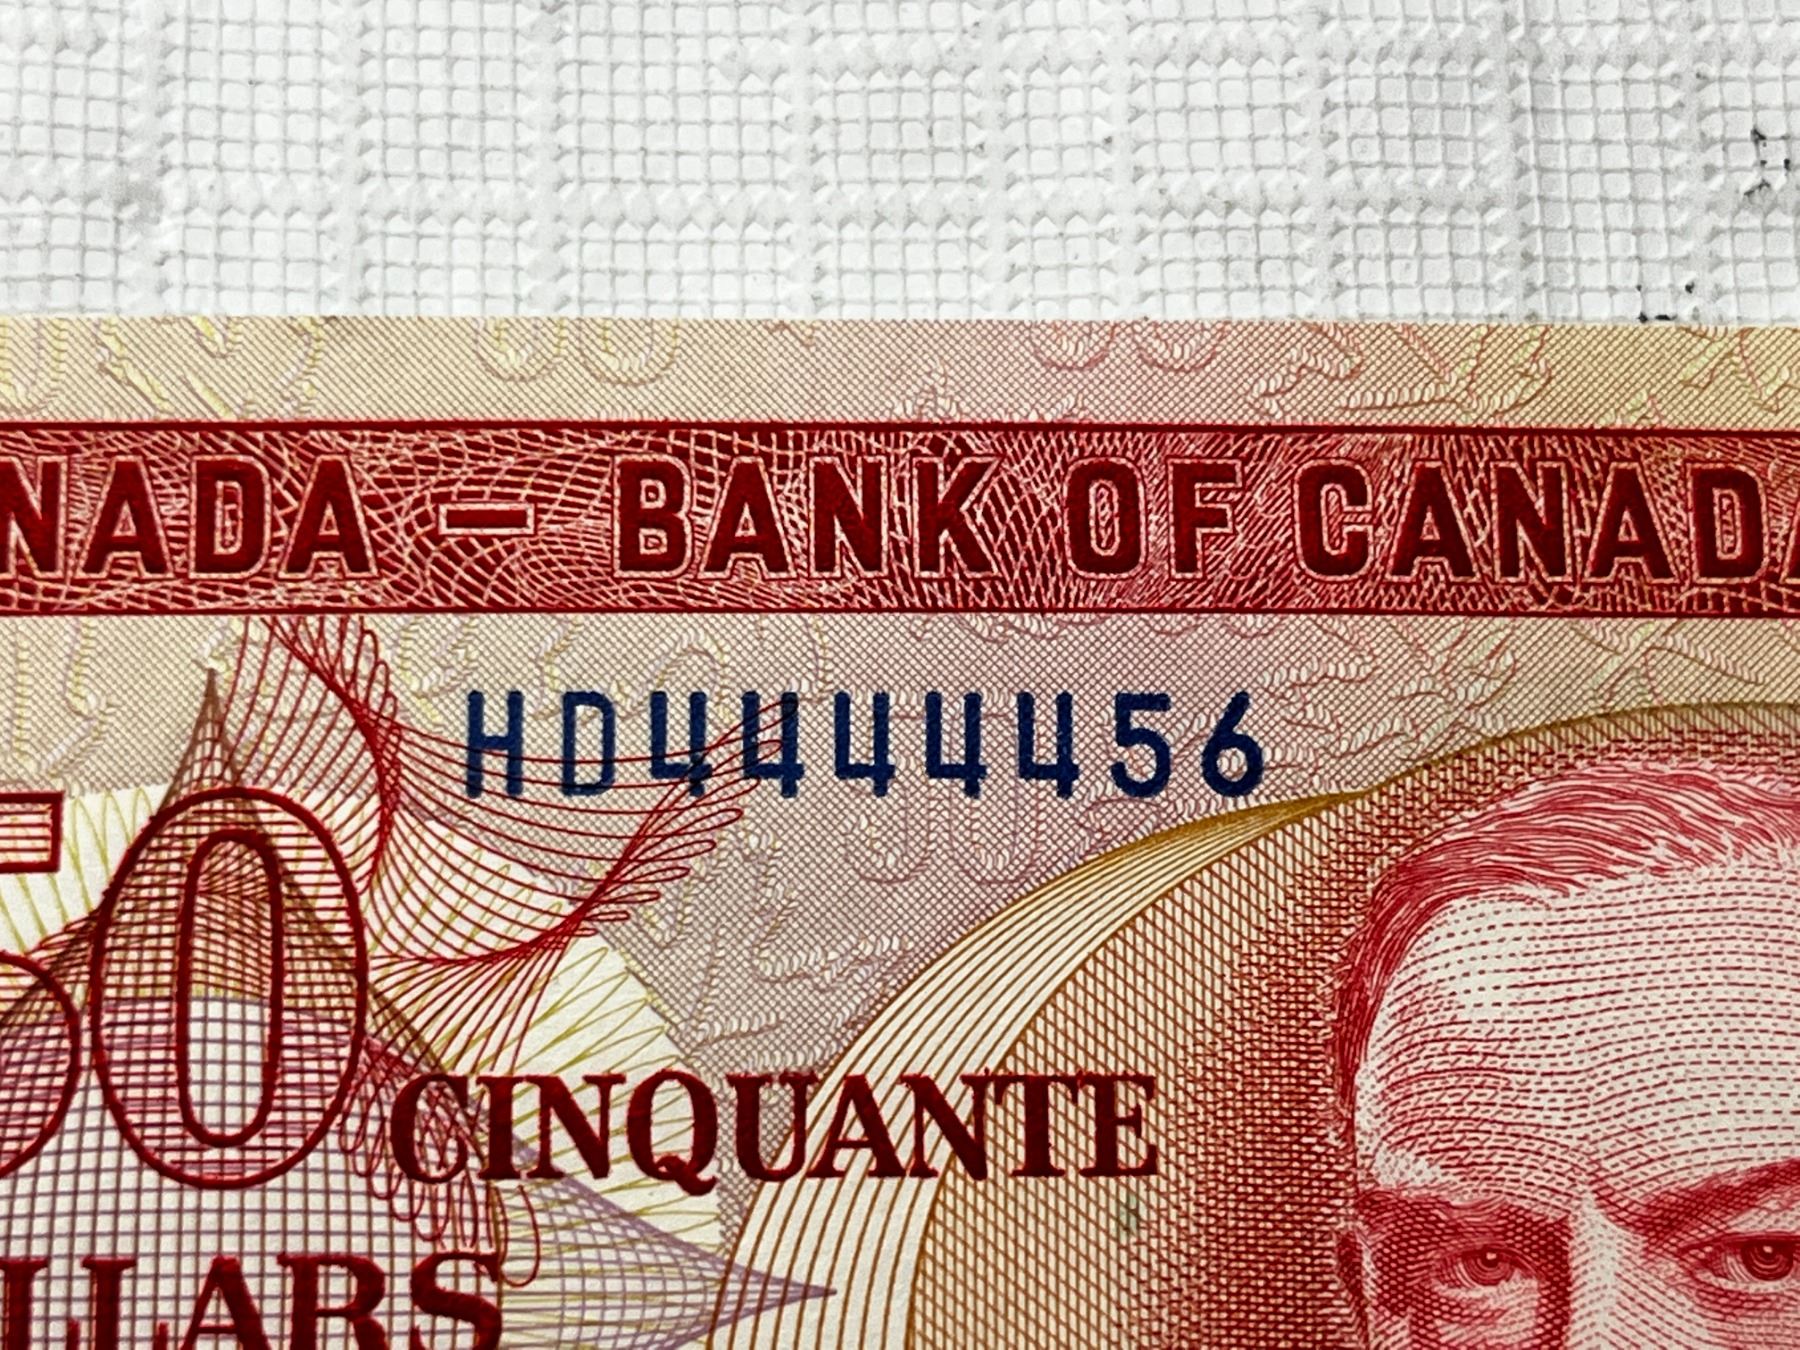 NADA — BANK OF CANADA
HD4444456
50
CINQUANTE
LLARS